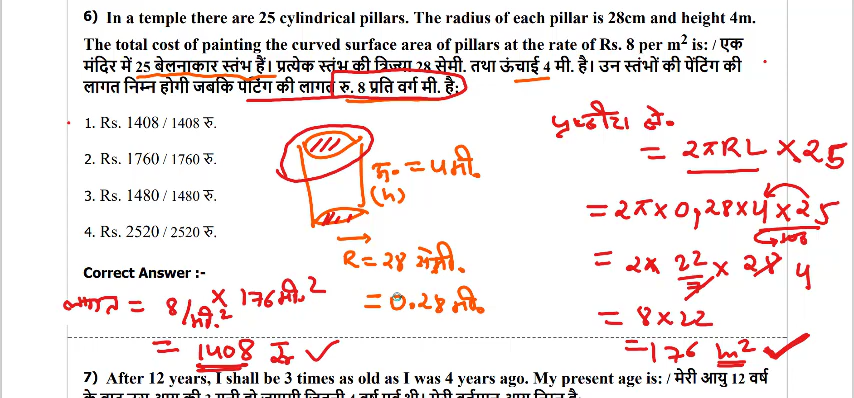 6) In a temple there are 25 cylindrical pillars. The radius of each pillar is 28cm and height 4m.
The total cost of painting the curved surface area of pillars at the rate of Rs. 8 per m² is: / एक
मंदिर में 25 बेलनाकार स्तंभ हैं। प्रत्येक स्तंभ की त्रिज्या 28 सेमी. तथा ऊंचाई 4 मी. है। उन स्तंभों की पेंटिंग की
लागत निम्न होगी जबकि पेंटिंग की लागत रु. 8 प्रति वर्ग मी. है:
1. Rs. 1408 / 1408 रु.
2. Rs. 1760 / 1760 रु.
3. Rs. 1480 / 1480 रु.
4. Rs. 2520 / 2520 रु.
Correct Answer :-
= 4 मी.
(h)
R = 28 सेमी.
= 0.28 मी.
पृष्ठीय क्षे.
= 2πRL × 25
= 2π × 0.28 × 4 × 25
100
= 2 × 22/7 × 28 4
= 8 × 22
= 176 m² ✓
लागत = 8/मी.² × 176 मी.²
= 1408 रु ✓
7) After 12 years, I shall be 3 times as old as I was 4 years ago. My present age is: / मेरी आयु 12 वर्ष